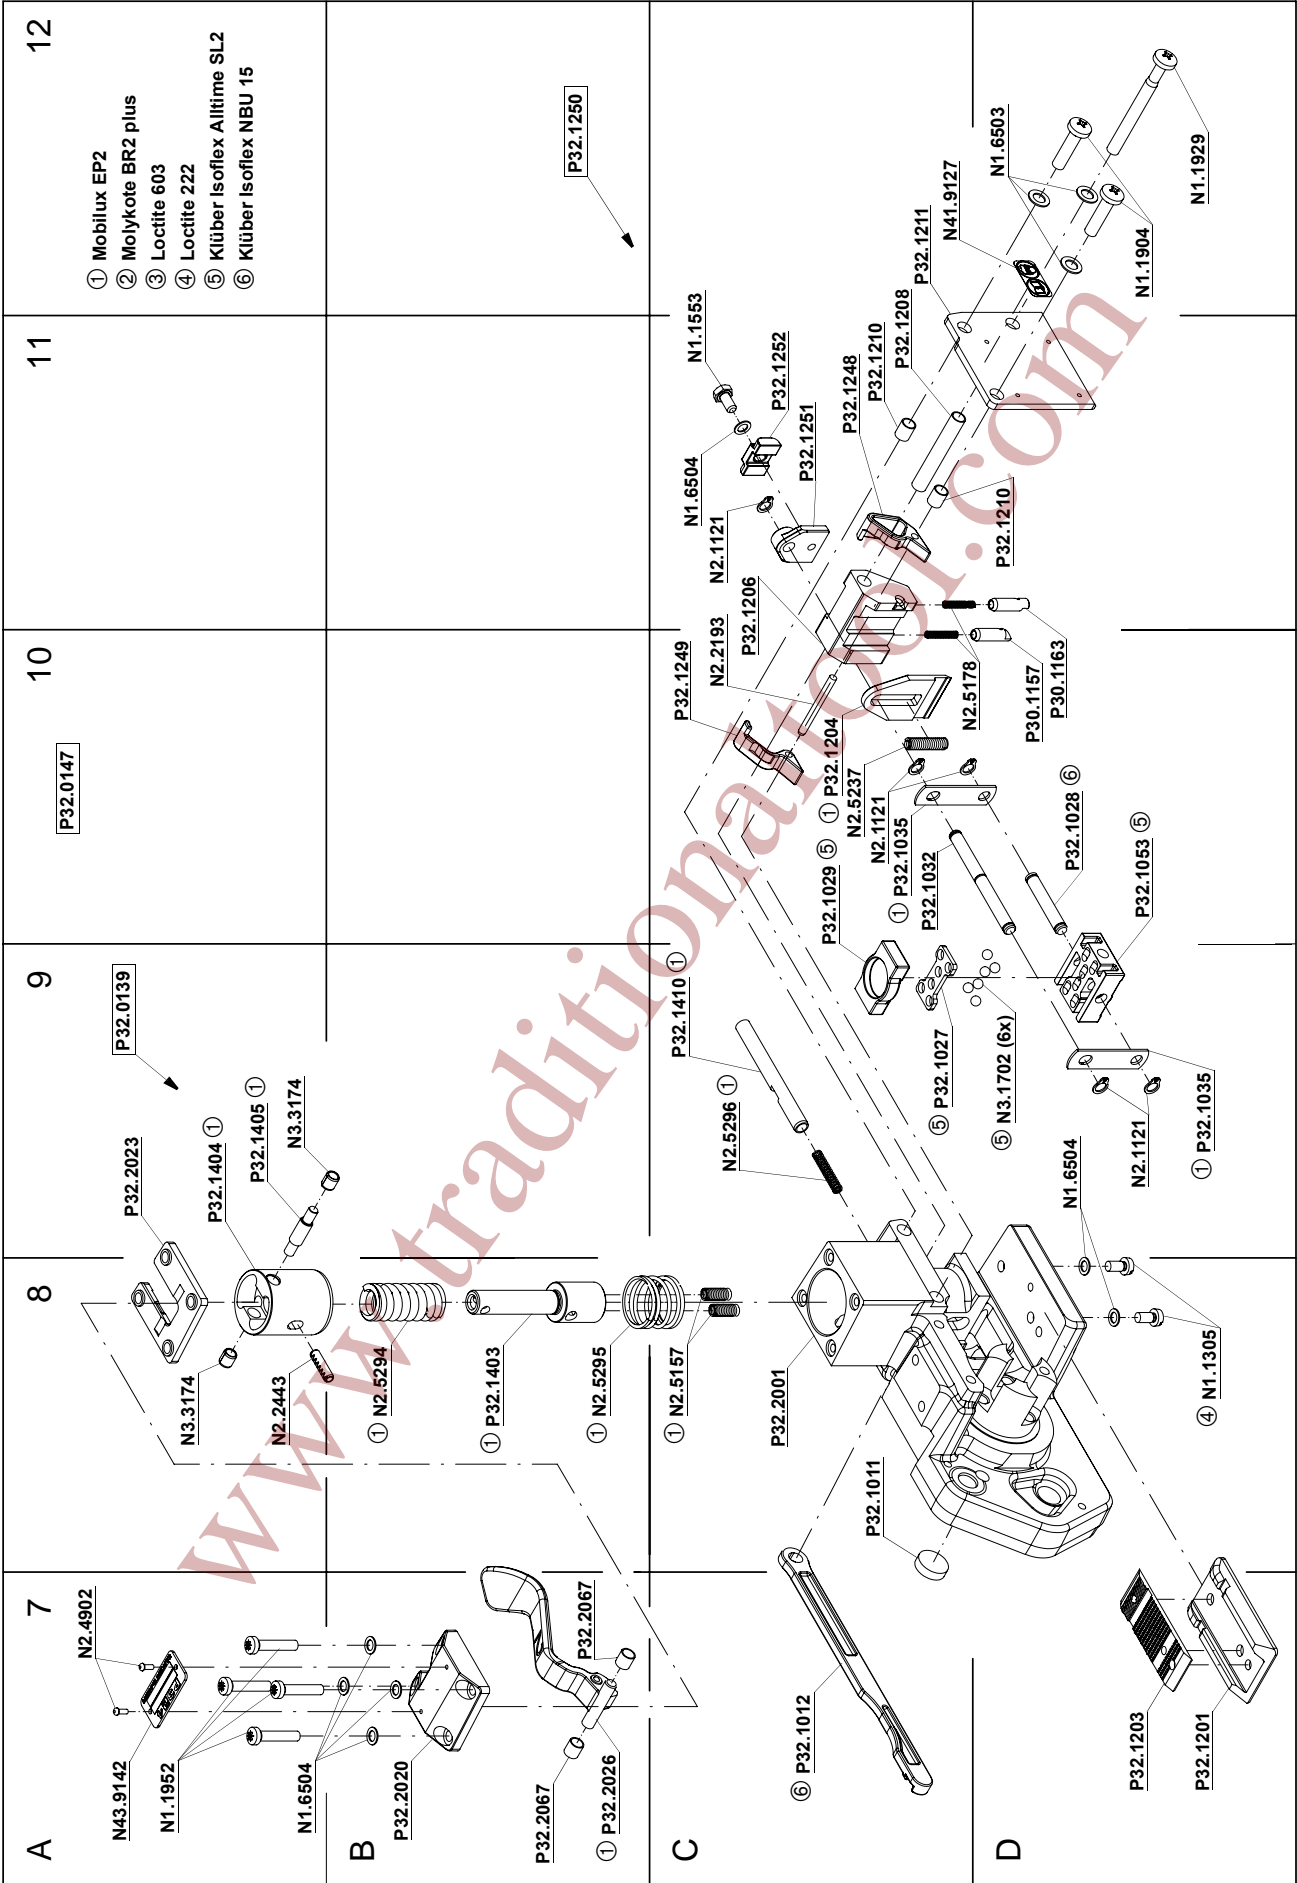 12
11
10
9
8
7
A
B
C
D
① Mobilux EP2
② Molykote BR2 plus
③ Loctite 603
④ Loctite 222
⑤ Klüber Isoflex Alltime SL2
⑥ Klüber Isoflex NBU 15
P32.1250
P32.0147
P32.0139
N1.6503
N41.9127
P32.1211
P32.1208
P32.1210
P32.1248
N1.1929
N1.1904
N1.1553
P32.1252
P32.1251
N1.6504
N2.1121
P32.1206
N2.2193
P32.1249
P32.1210
N2.5178
P30.1163
P30.1157
① P32.1204
N2.5237
N2.1121
① P32.1035
P32.1032
P32.1029 ⑤
P32.1028 ⑥
P32.1053 ⑤
P32.1410 ①
N2.5296 ①
⑤ P32.1027
⑤ N3.1702 (6x)
N2.1121
① P32.1035
N1.6504
④ N1.1305
P32.2023
P32.1404 ①
P32.1405 ①
N3.3174
N3.3174
N2.2443
① N2.5294
① P32.1403
① N2.5295
① N2.5157
P32.2001
P32.1011
⑥ P32.1012
P32.1203
P32.1201
N2.4902
N43.9142
N1.1952
N1.6504
P32.2020
P32.2067
P32.2067
① P32.2026
www.traditionaltool.com